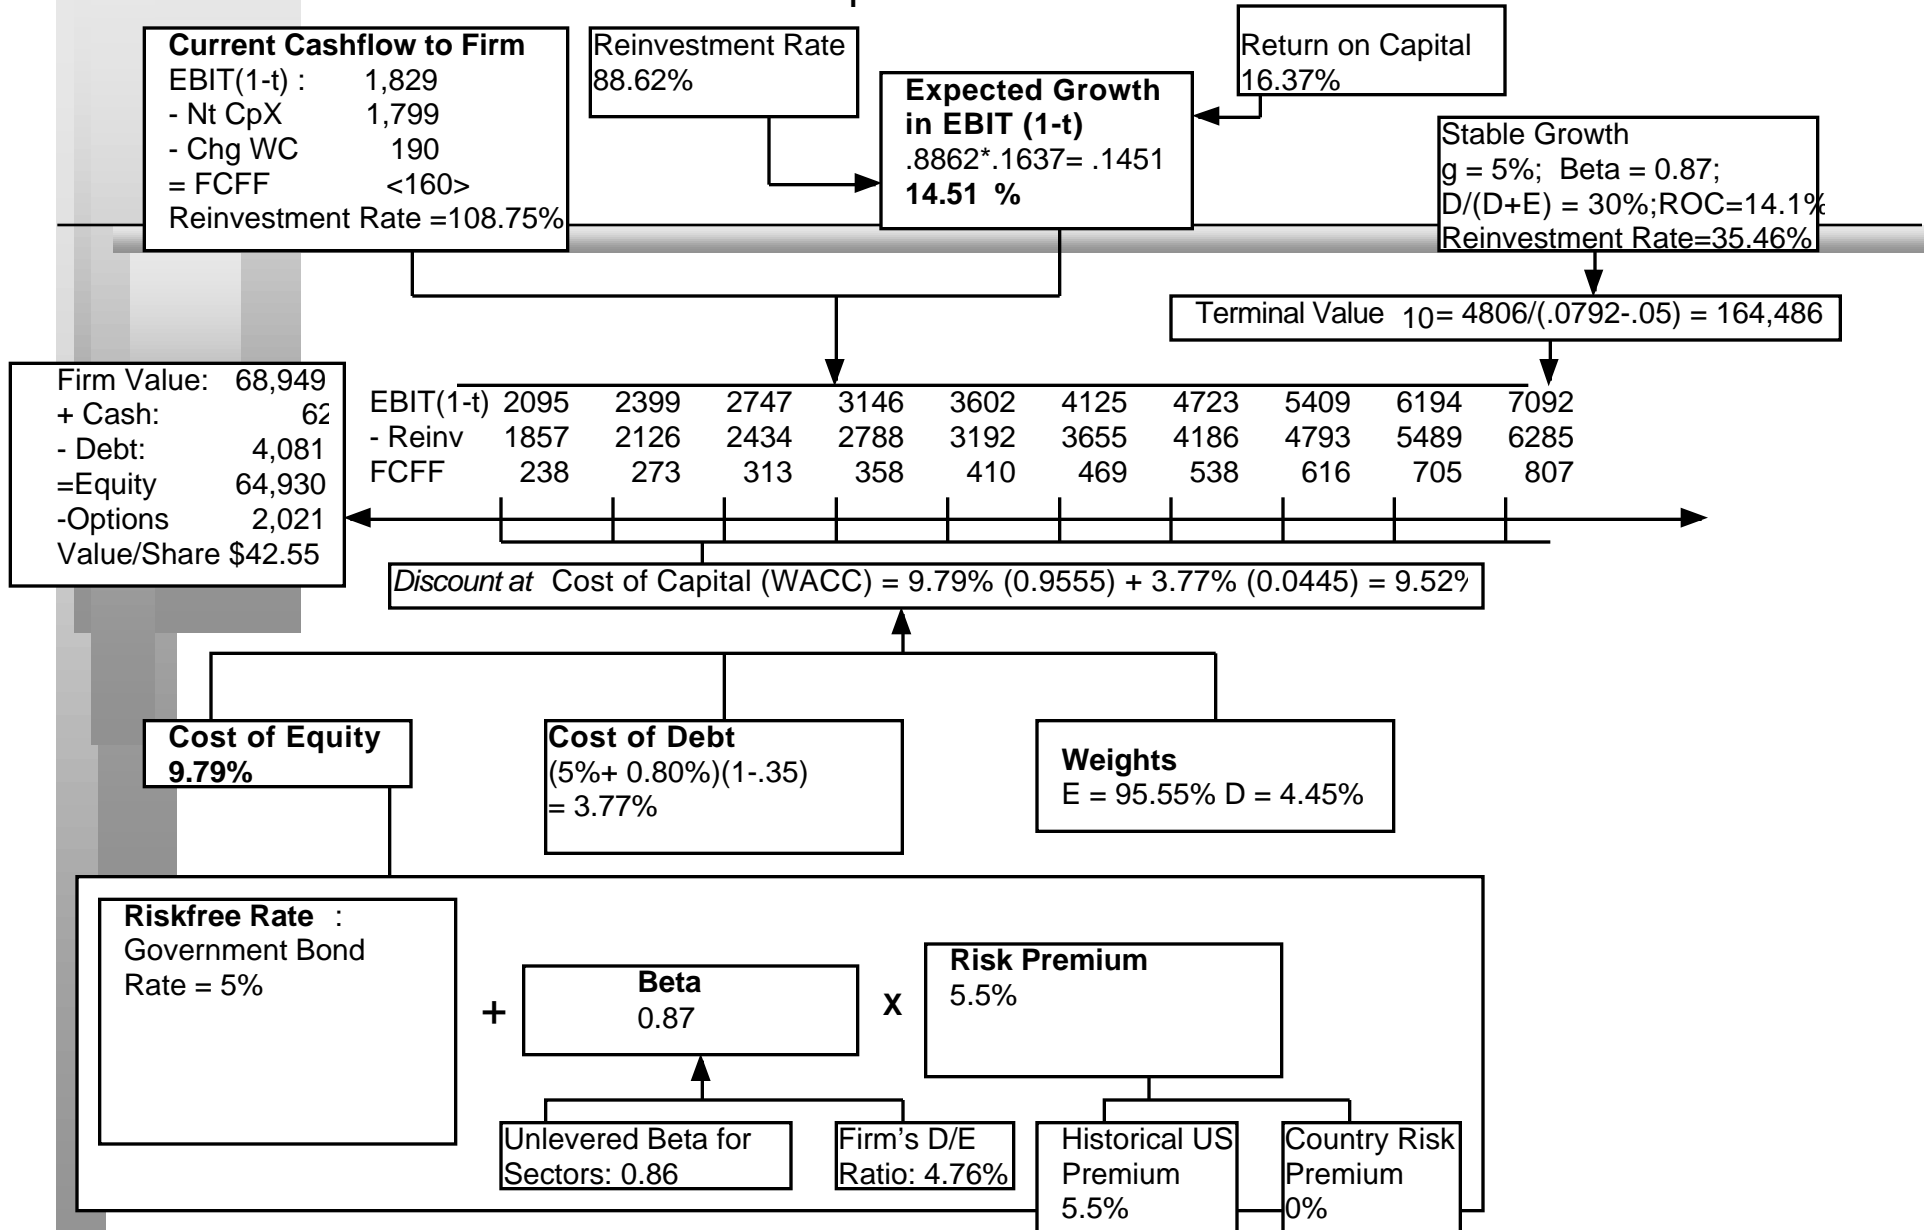 Current Cashflow to Firm
EBIT(1-t) : 1,829
- Nt CpX 1,799
- Chg WC 190
= FCFF <160>
Reinvestment Rate =108.75%
Reinvestment Rate
88.62%
Expected Growth
in EBIT (1-t)
.8862*.1637= .1451
14.51 %
Return on Capital
16.37%
Stable Growth
g = 5%; Beta = 0.87;
D/(D+E) = 30%;ROC=14.1%
Reinvestment Rate=35.46%
Terminal Value 10= 4806/(.0792-.05) = 164,486
Firm Value: 68,949
+ Cash: 62
- Debt: 4,081
=Equity 64,930
-Options 2,021
Value/Share $42.55
EBIT(1-t) 2095 2399 2747 3146 3602 4125 4723 5409 6194 7092
- Reinv 1857 2126 2434 2788 3192 3655 4186 4793 5489 6285
FCFF 238 273 313 358 410 469 538 616 705 807
Discount at Cost of Capital (WACC) = 9.79% (0.9555) + 3.77% (0.0445) = 9.52%
Cost of Equity
9.79%
Cost of Debt
(5%+ 0.80%)(1-.35)
= 3.77%
Weights
E = 95.55% D = 4.45%
Riskfree Rate :
Government Bond
Rate = 5%
+
Beta
0.87
X
Risk Premium
5.5%
Unlevered Beta for
Sectors: 0.86
Firm's D/E
Ratio: 4.76%
Historical US
Premium
5.5%
Country Risk
Premium
0%